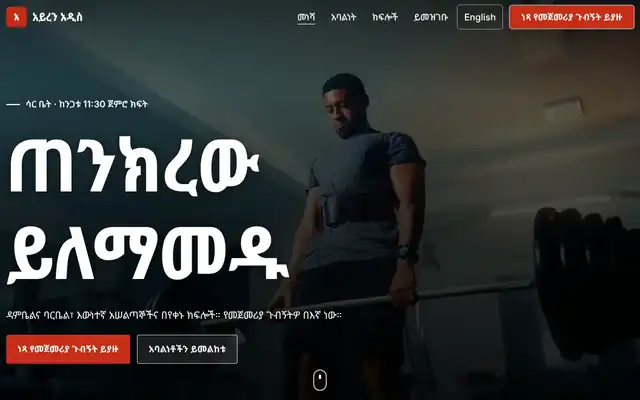 አ አይረን አዲስ
መነሻ
አባልነት
ክፍሎች
ይመዝገቡ
English
ነጻ የመጀመሪያ ጉብኝት ይያዙ
ሳር ቤት · ከንጋቱ 11:30 ጀምሮ ክፍት
ጠንክረው
ይለማመዱ
ዳምቤልና ባርቤል፣ እውነተኛ አሠልጣኞችና በየቀኑ ክፍሎች። የመጀመሪያ ጉብኝትዎ በእኛ ነው።
ነጻ የመጀመሪያ ጉብኝት ይያዙ
አባልነቶችን ይመልከቱ